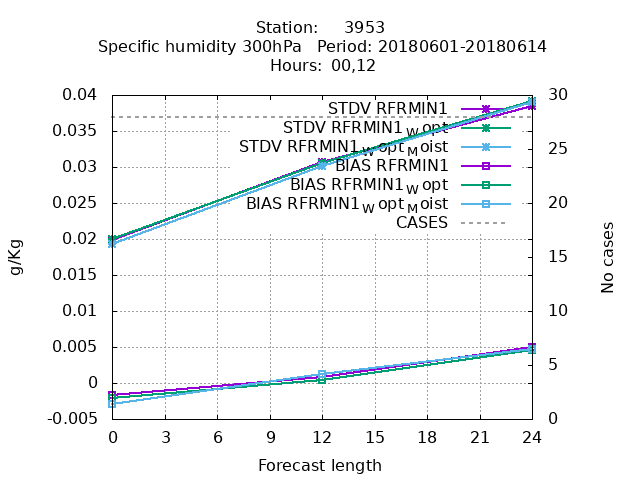 Station: 3953
Specific humidity 300hPa Period: 20180601-20180614
Hours: 00,12
0.04
0.035
0.03
0.025
0.02
0.015
0.01
0.005
0
-0.005
g/Kg
STDV RFRMIN1
STDV RFRMIN1_W opt
STDV RFRMIN1_W opt_M oist
BIAS RFRMIN1
BIAS RFRMIN1_W opt
BIAS RFRMIN1_W opt_M oist
CASES
30
25
20
15
10
5
0
No cases
0 3 6 9 12 15 18 21 24
Forecast length